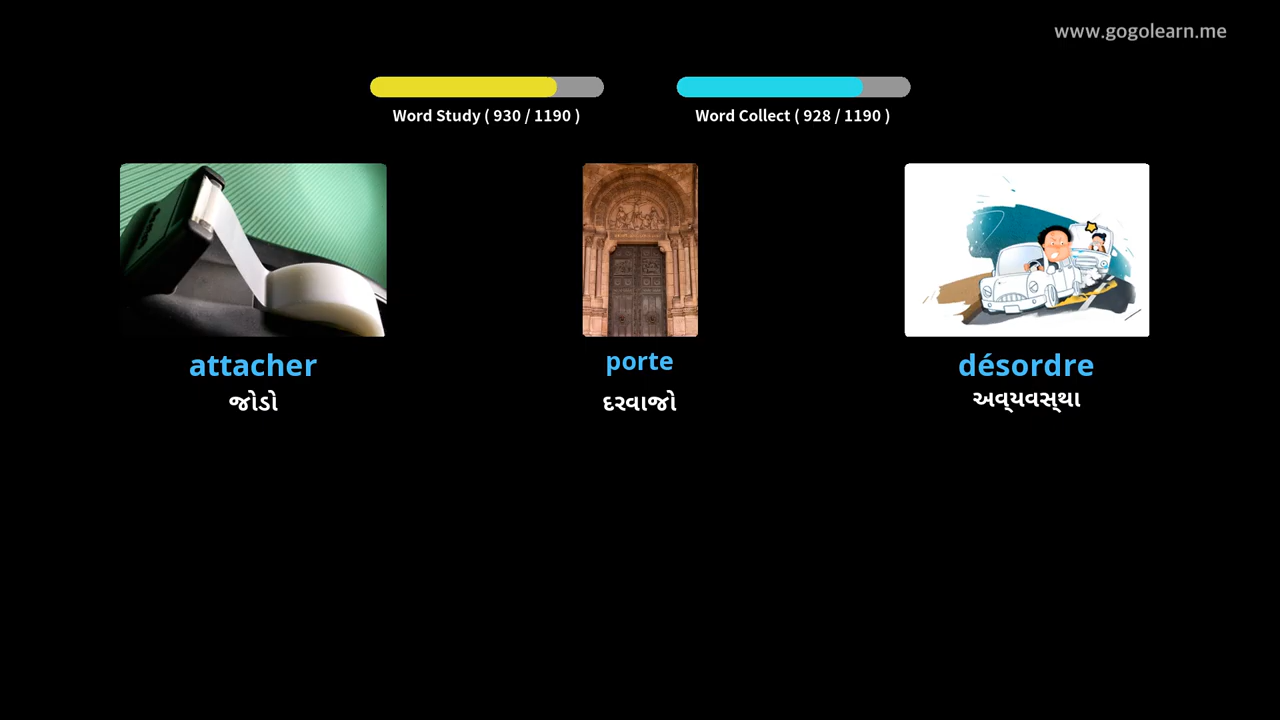 www.gogolearn.me
Word Study ( 930 / 1190 )
Word Collect ( 928 / 1190 )
attacher
porte
désordre
જોડો
દરવાજો
અવ્યવસ્થા